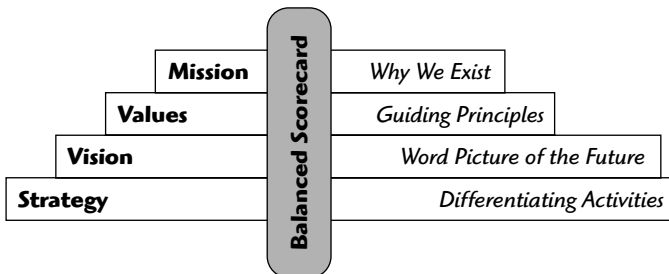 Mission Why We Exist
Values Guiding Principles
Vision Word Picture of the Future
Strategy Differentiating Activities
Balanced Scorecard